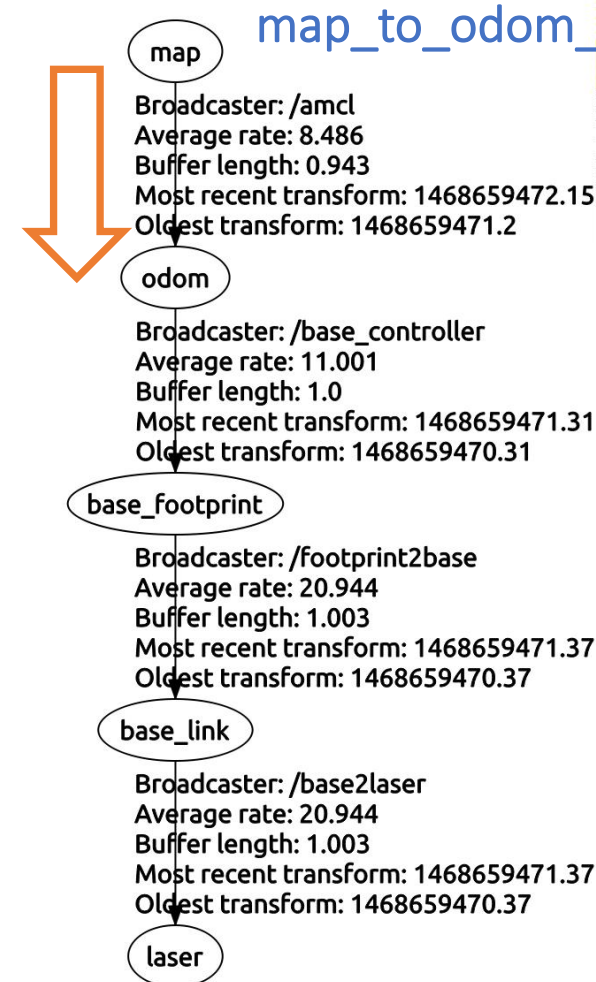 map_to_odom_
map
Broadcaster: /amcl
Average rate: 8.486
Buffer length: 0.943
Most recent transform: 1468659472.15
Oldest transform: 1468659471.2
odom
Broadcaster: /base_controller
Average rate: 11.001
Buffer length: 1.0
Most recent transform: 1468659471.31
Oldest transform: 1468659470.31
base_footprint
Broadcaster: /footprint2base
Average rate: 20.944
Buffer length: 1.003
Most recent transform: 1468659471.37
Oldest transform: 1468659470.37
base_link
Broadcaster: /base2laser
Average rate: 20.944
Buffer length: 1.003
Most recent transform: 1468659471.37
Oldest transform: 1468659470.37
laser